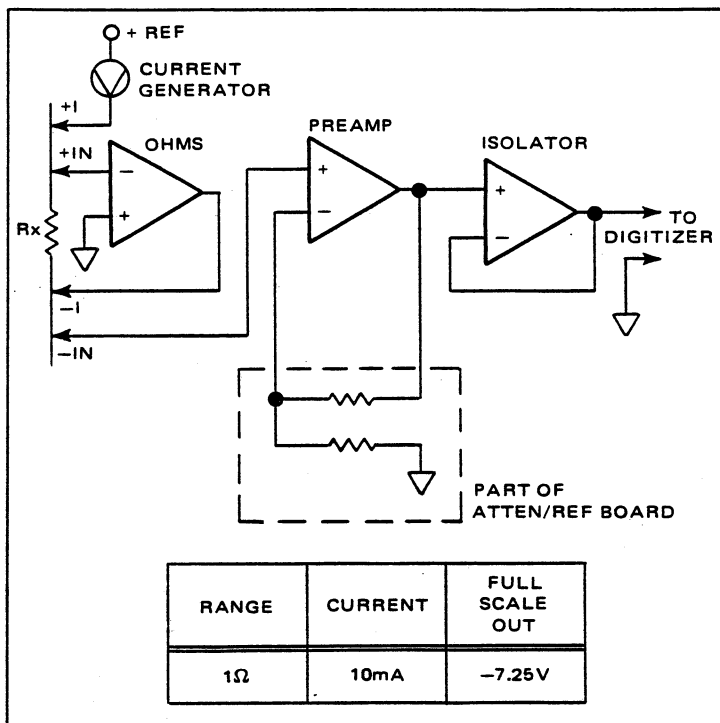 + REF
CURRENT
GENERATOR
+I
+IN
OHMS
−
+
Rx
−I
−IN
PREAMP
+
−
ISOLATOR
+
−
TO
DIGITIZER
PART OF
ATTEN/REF BOARD
RANGE CURRENT FULL SCALE OUT
1Ω 10mA −7.25V